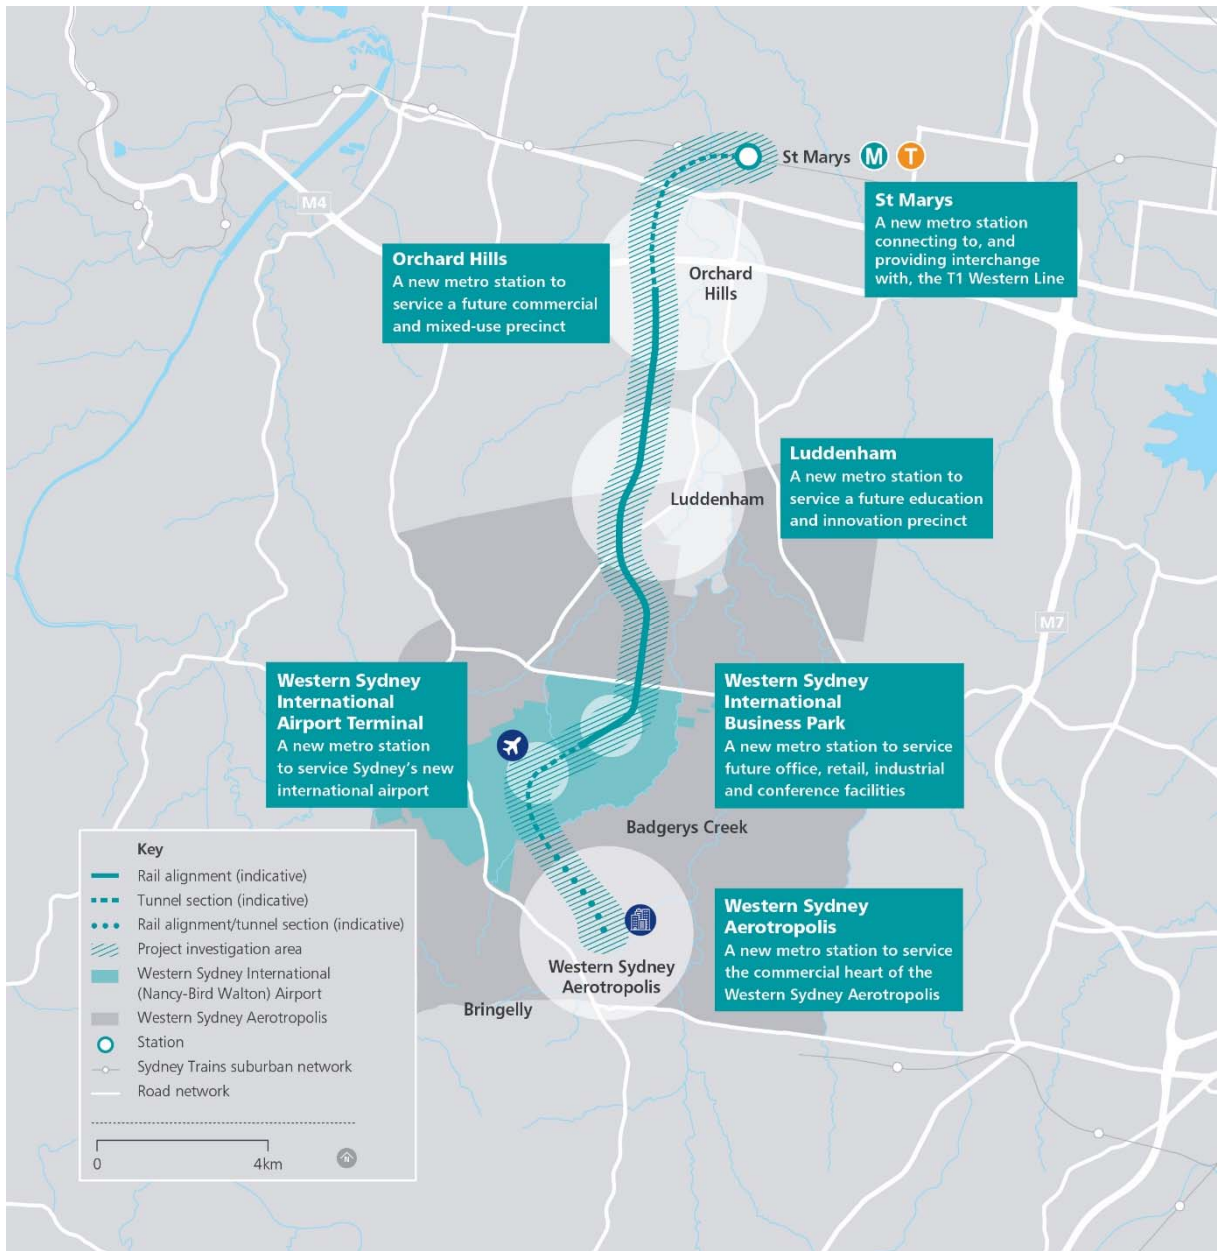 St Marys M T
St Marys
A new metro station
connecting to, and
providing interchange
with, the T1 Western Line
M4
Orchard Hills
A new metro station to
service a future commercial
and mixed-use precinct
Orchard
Hills
Luddenham
A new metro station to
service a future education
and innovation precinct
Luddenham
M7
Western Sydney
International
Airport Terminal
A new metro station
to service Sydney's new
international airport
Western Sydney
International
Business Park
A new metro station to service
future office, retail, industrial
and conference facilities
Badgerys Creek
Western Sydney
Aerotropolis
A new metro station to service
the commercial heart of the
Western Sydney Aerotropolis
Western Sydney
Aerotropolis
Bringelly
Key
Rail alignment (indicative)
Tunnel section (indicative)
Rail alignment/tunnel section (indicative)
Project investigation area
Western Sydney International
(Nancy-Bird Walton) Airport
Western Sydney Aerotropolis
Station
Sydney Trains suburban network
Road network
0 4km
N